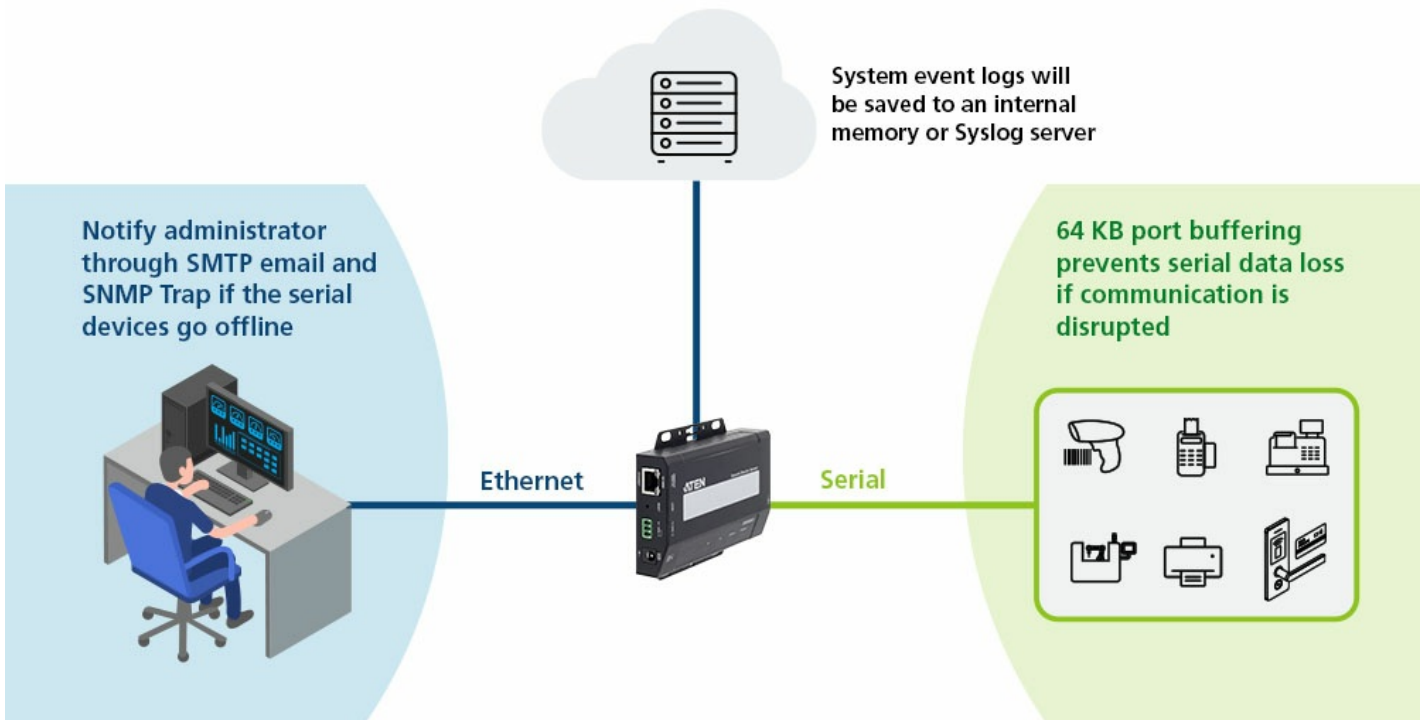 System event logs will
be saved to an internal
memory or Syslog server
Notify administrator
through SMTP email and
SNMP Trap if the serial
devices go offline
64 KB port buffering
prevents serial data loss
if communication is
disrupted
Ethernet
ATEN
Serial